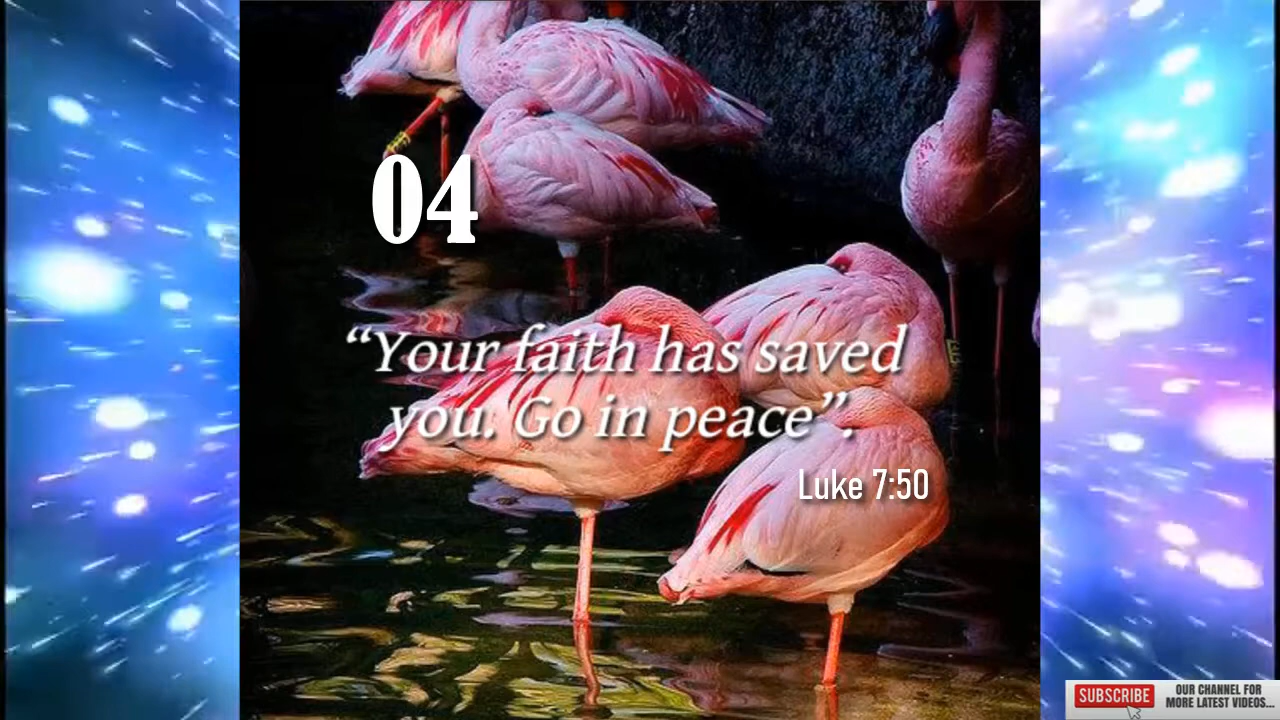 04
“Your faith has saved
you. Go in peace”.
Luke 7:50
SUBSCRIBE
OUR CHANNEL FOR
MORE LATEST VIDEOS...